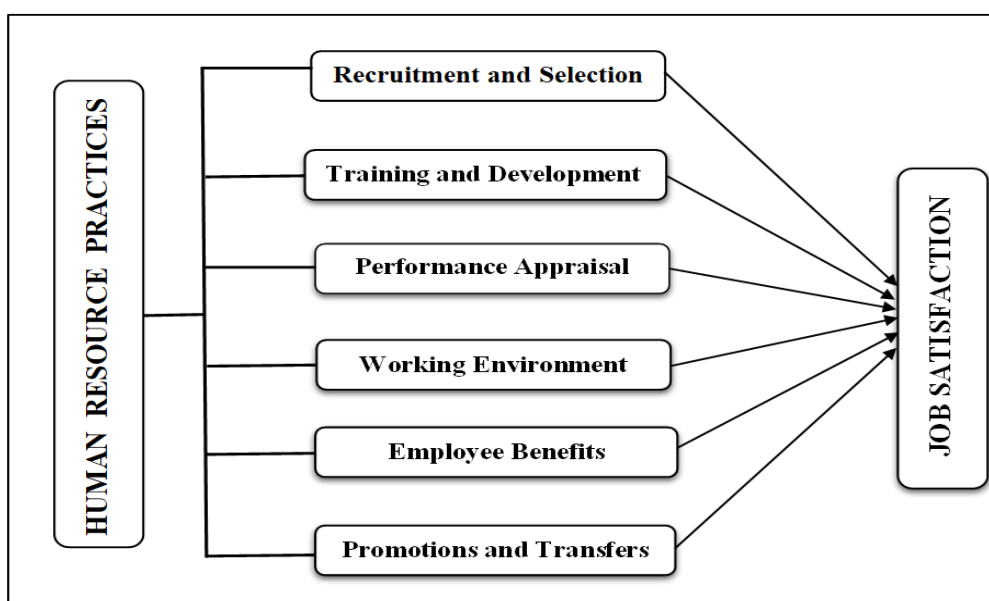 HUMAN RESOURCE PRACTICES
Recruitment and Selection
Training and Development
Performance Appraisal
Working Environment
Employee Benefits
Promotions and Transfers
JOB SATISFACTION